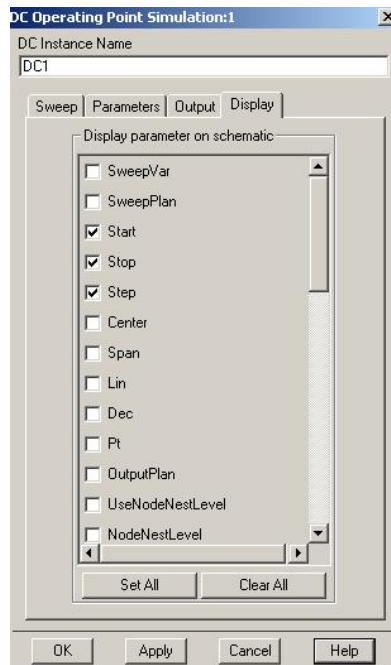 DC Operating Point Simulation:1
DC Instance Name
DC1
Sweep Parameters Output Display
Display parameter on schematic
SweepVar
SweepPlan
Start
Stop
Step
Center
Span
Lin
Dec
Pt
OutputPlan
UseNodeNestLevel
NodeNestLevel
Set All Clear All
OK Apply Cancel Help